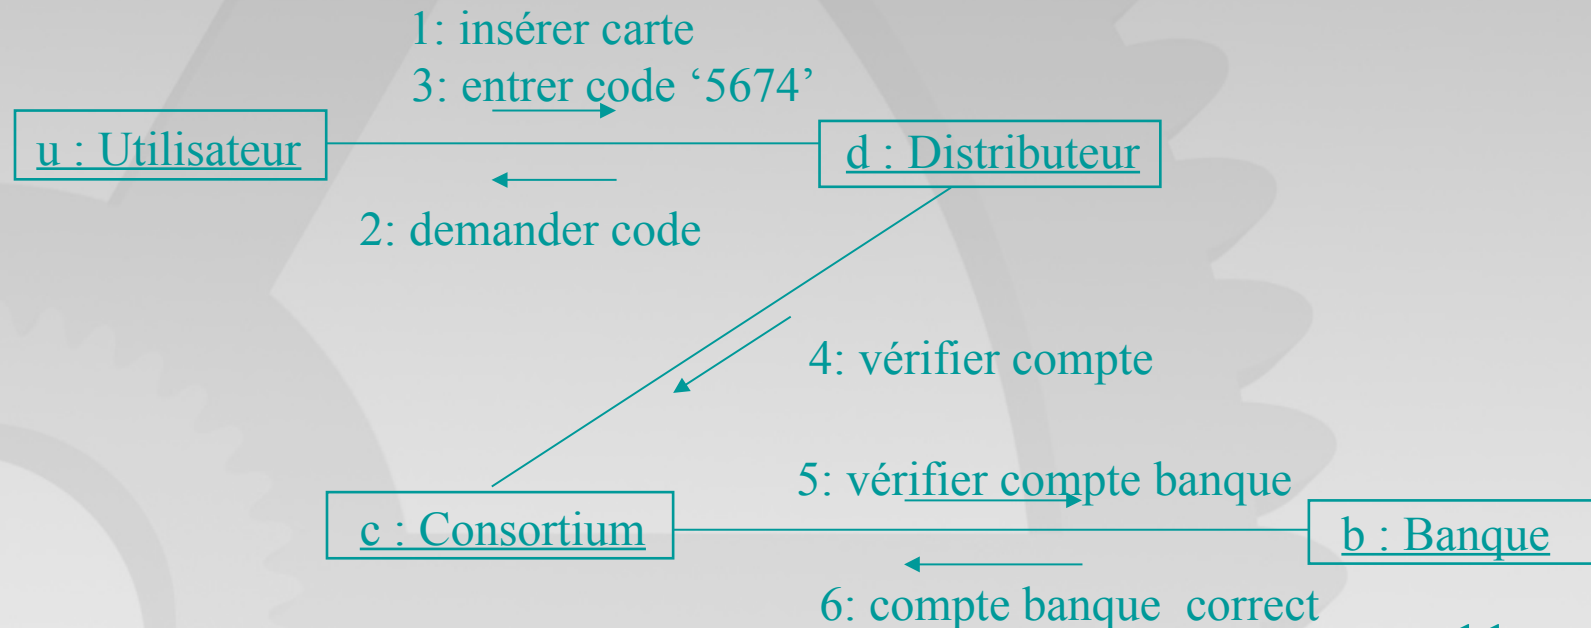 1: insérer carte
3: entrer code ‘5674’
u : Utilisateur
d : Distributeur
2: demander code
4: vérifier compte
5: vérifier compte banque
c : Consortium
b : Banque
6: compte banque  correct